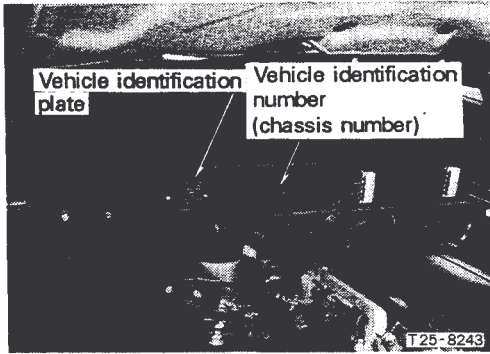 Vehicle identification
plate
Vehicle identification
number
(chassis number)
T25-8243